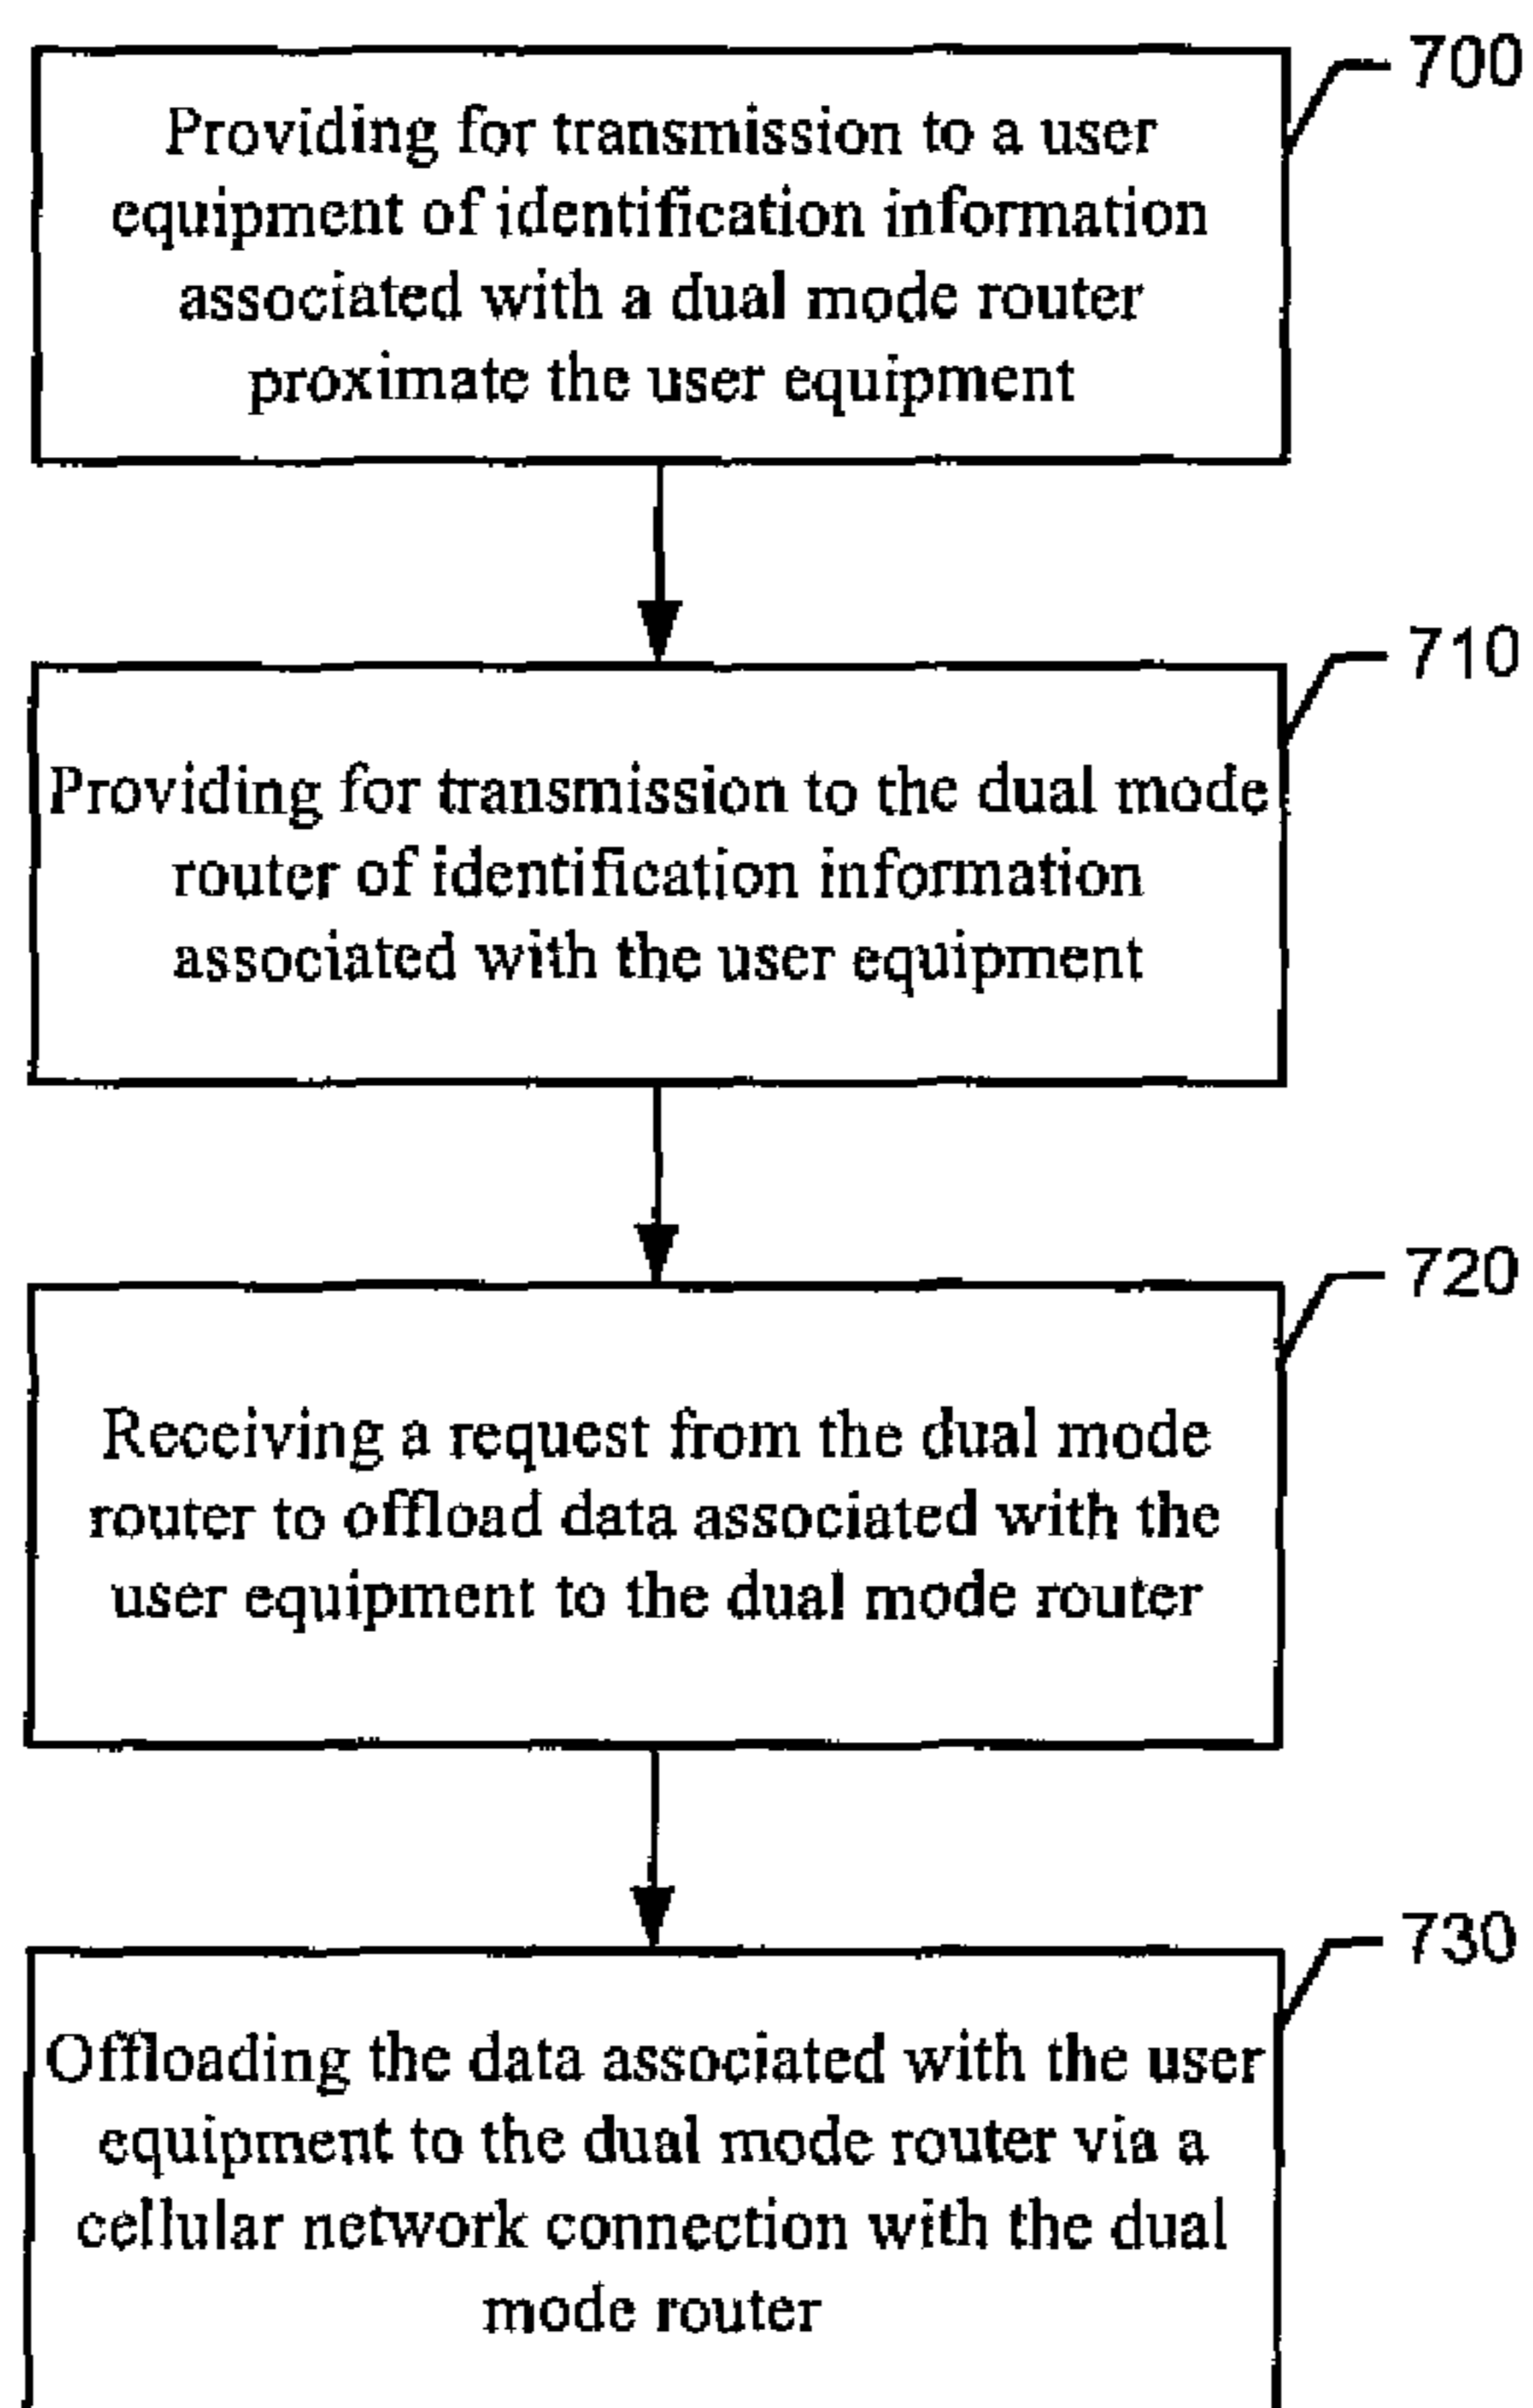 700
Providing for transmission to a user
equipment of identification information
associated with a dual mode router
proximate the user equipment
710
Providing for transmission to the dual mode
router of identification information
associated with the user equipment
720
Receiving a request from the dual mode
router to offload data associated with the
user equipment to the dual mode router
730
Offloading the data associated with the user
equipment to the dual mode router via a
cellular network connection with the dual
mode router